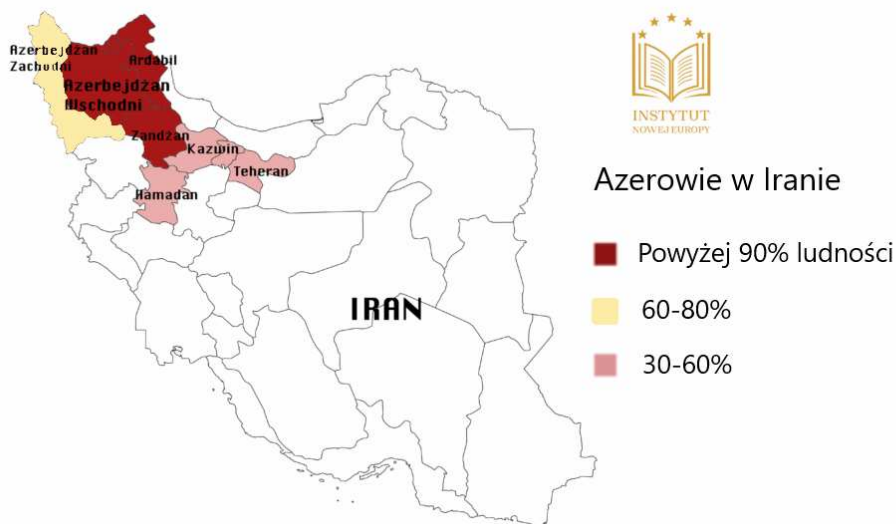 Azerbejdżan
Zachodni
Ardabil
Azerbejdżan
Wschodni
Zandżan
Kazwin
Teheran
Hamadan
IRAN
INSTYTUT
NOWEJ EUROPY
Azerowie w Iranie
Powyżej 90% ludności
60-80%
30-60%